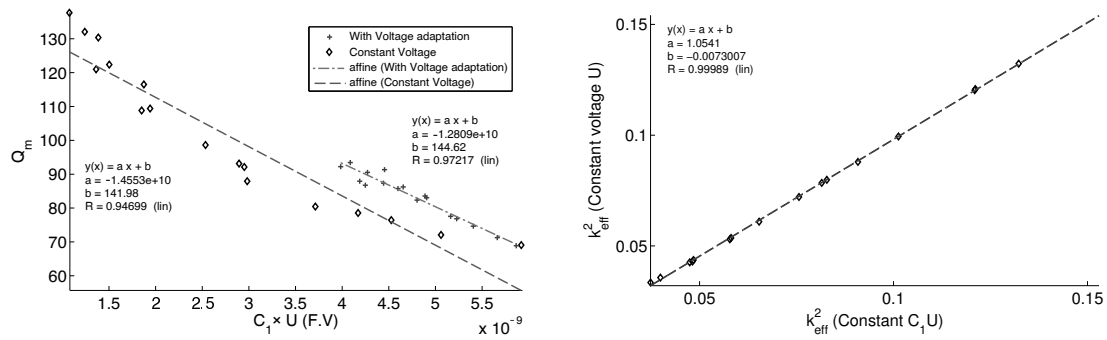 130
120
110
100
90
80
70
60
Q_m
With Voltage adaptation
Constant Voltage
affine (With Voltage adaptation)
affine (Constant Voltage)
y(x) = a x + b
a = −1.2809e+10
b = 144.62
R = 0.97217 (lin)
y(x) = a x + b
a = −1.4553e+10
b = 141.98
R = 0.94699 (lin)
1.5 2 2.5 3 3.5 4 4.5 5 5.5
C_1× U (F.V)
x 10^-9
0.15
0.1
0.05
k^2_eff (Constant voltage U)
y(x) = a x + b
a = 1.0541
b = −0.0073007
R = 0.99989 (lin)
0.05 0.1 0.15
k^2_eff (Constant C_1U)